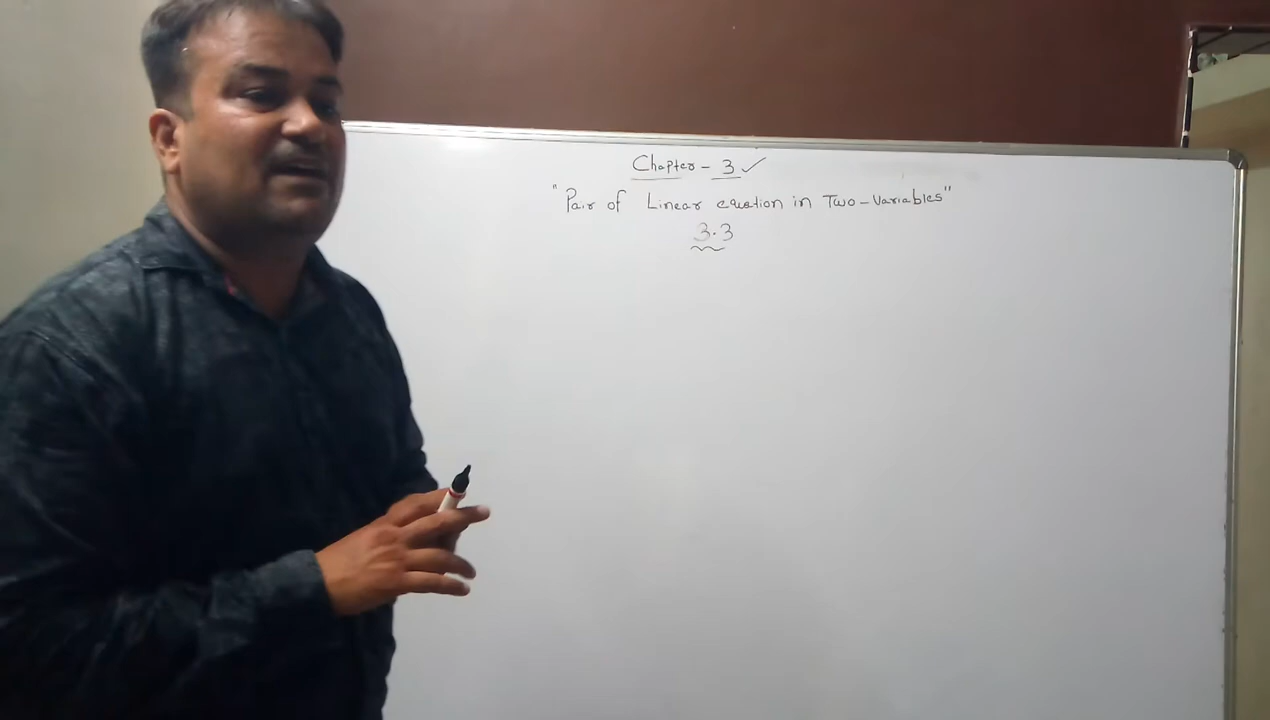 Chapter - 3 ✓
"Pair of Linear equation in Two-Variables"
3.3